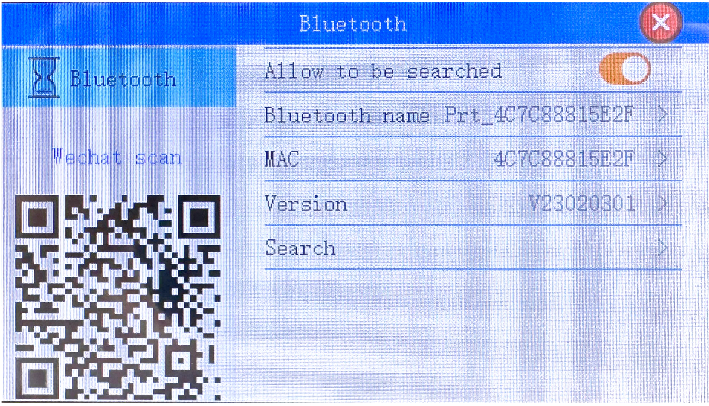 Bluetooth
Bluetooth
Wechat scan
Allow to be searched
Bluetooth name Prt_4C7C88815E2F
MAC 4C7C88815E2F
Version V23020301
Search